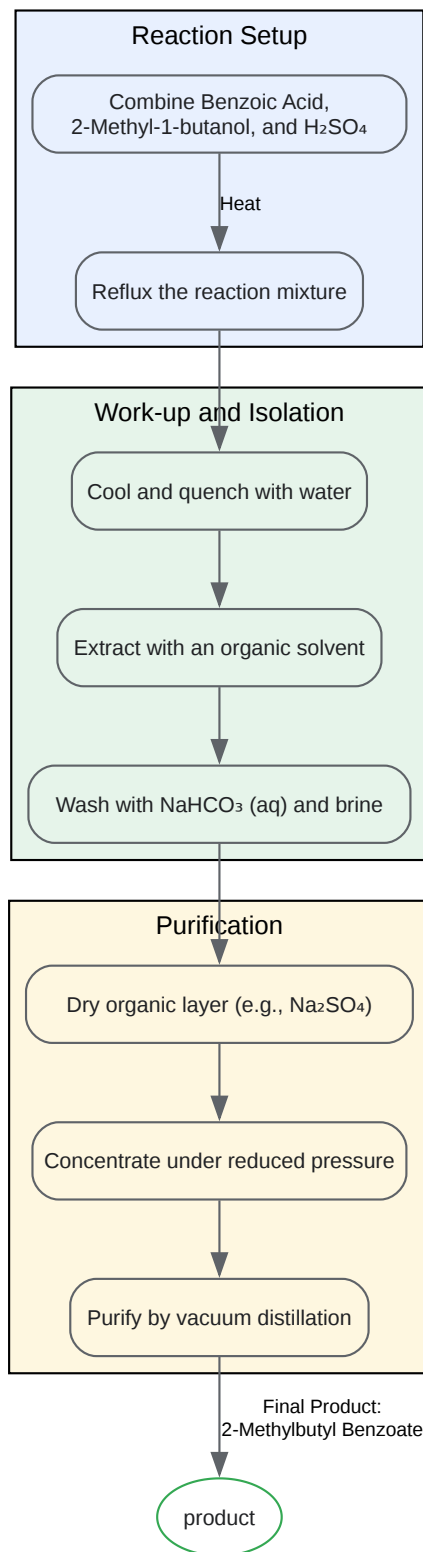 Reaction Setup
Combine Benzoic Acid,
2-Methyl-1-butanol, and H₂SO₄
Heat
Reflux the reaction mixture
Work-up and Isolation
Cool and quench with water
Extract with an organic solvent
Wash with NaHCO₃ (aq) and brine
Purification
Dry organic layer (e.g., Na₂SO₄)
Concentrate under reduced pressure
Purify by vacuum distillation
Final Product:
2-Methylbutyl Benzoate
product